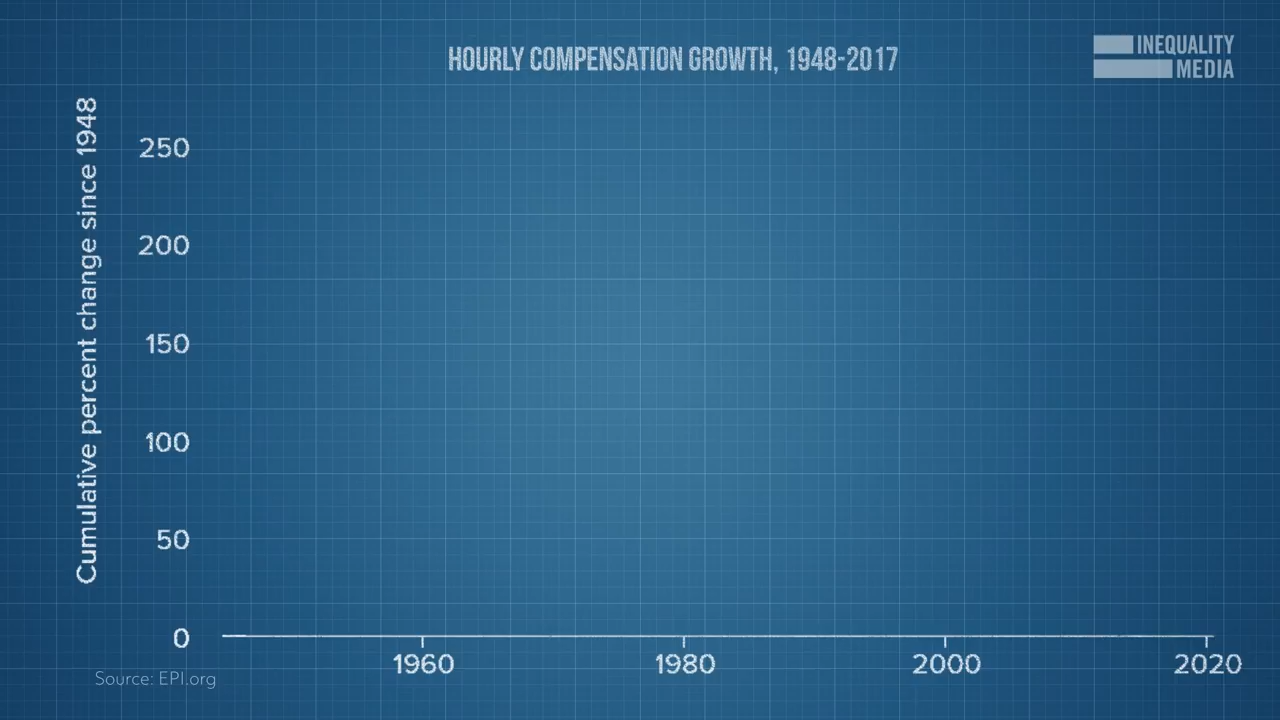 HOURLY COMPENSATION GROWTH, 1948-2017
INEQUALITY
MEDIA
Cumulative percent change since 1948
250
200
150
100
50
0
1960 1980 2000 2020
Source: EPI.org